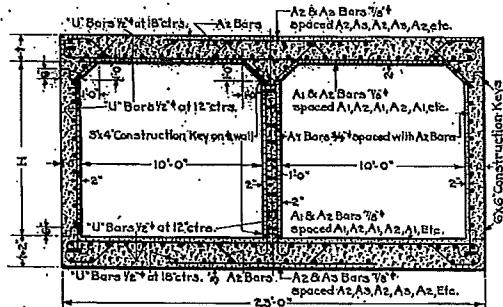 "U" Bars ½"⌀ at 18"ctrs.
A2 Bars
A2 & A3 Bars ⅞"⌀
spaced A2, A3, A2, A3, A2, etc.
2"
"U" Bars ½"⌀ at 12"ctrs.
A1 & A2 Bars ⅞"⌀
spaced A1, A2, A1, A2, A1, etc.
3"x4" Construction Key on ¢ wall
spaced with A2 Bars
6"x6" Construction Keys
H
10'-0"
10'-0"
2"
1'-0"
2"
2"
2"
"U" Bars ½"⌀ at 12"ctrs.
A1 & A2 Bars ⅞"⌀
spaced A1, A2, A1, A2, A1, Etc.
"U" Bars ½"⌀ at 18"ctrs.
A2 Bars
A2 & A3 Bars ⅞"⌀
spaced A2, A3, A2, A3, A2, Etc.
23'-0"